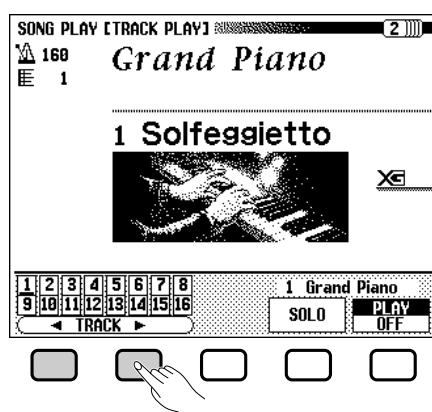 SONG PLAY [TRACK PLAY] 2
160
1
Grand Piano
1 Solfeggietto
XG
1 2 3 4 5 6 7 8
9 10 11 12 13 14 15 16
◄ TRACK ►
1 Grand Piano
SOLO
PLAY
OFF